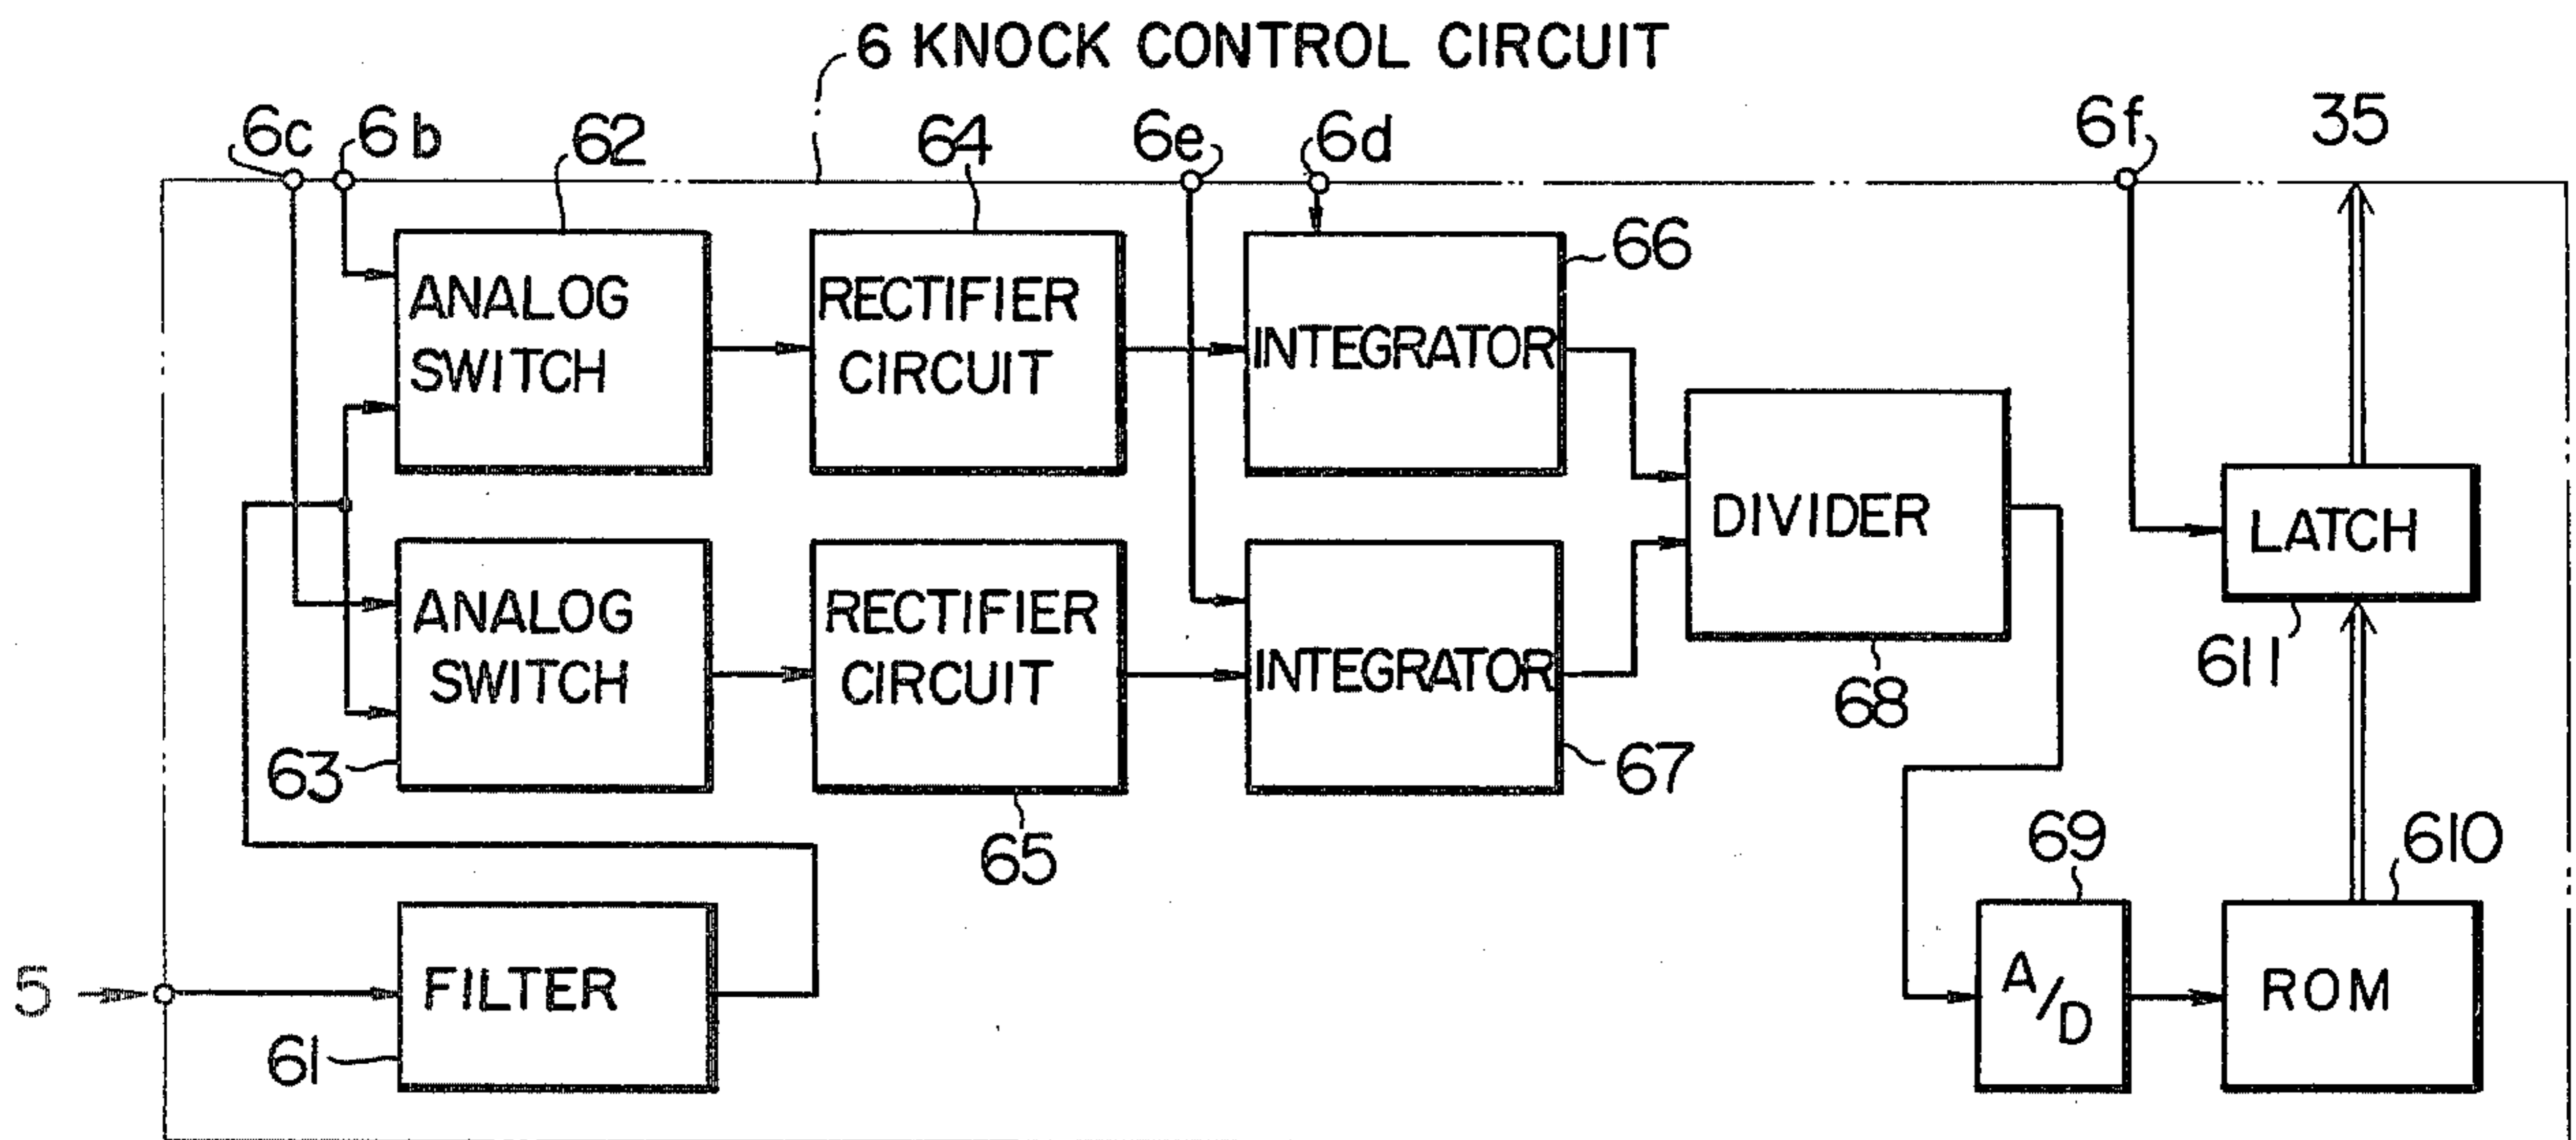 6 KNOCK CONTROL CIRCUIT
6c 6b 62 64 6e 6d 6f 35
ANALOG
SWITCH
RECTIFIER
CIRCUIT
INTEGRATOR
66
DIVIDER
68
LATCH
611
ANALOG
SWITCH
63
RECTIFIER
CIRCUIT
65
INTEGRATOR
67
5
FILTER
61
69
A/D
610
ROM